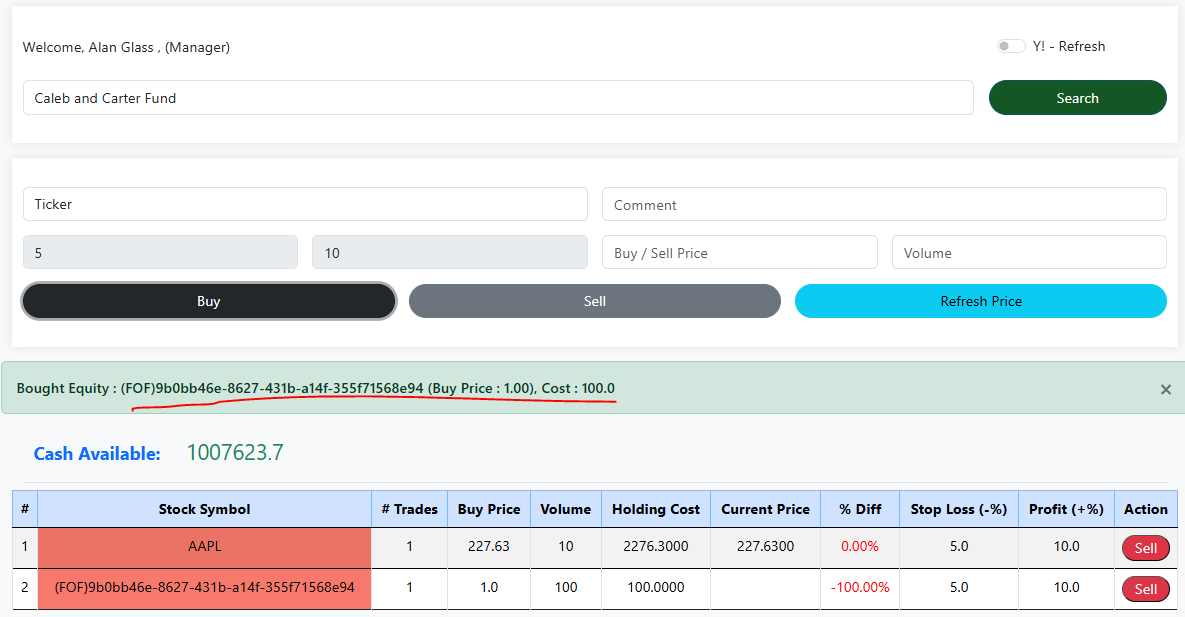 Welcome, Alan Glass , (Manager)
Y! - Refresh
Caleb and Carter Fund
Search
Ticker
Comment
5
10
Buy / Sell Price
Volume
Buy
Sell
Refresh Price
Bought Equity : (FOF)9b0bb46e-8627-431b-a14f-355f71568e94 (Buy Price : 1.00), Cost : 100.0
×
Cash Available: 1007623.7
# Stock Symbol # Trades Buy Price Volume Holding Cost Current Price % Diff Stop Loss (-%) Profit (+%) Action
1 AAPL 1 227.63 10 2276.3000 227.6300 0.00% 5.0 10.0 Sell
2 (FOF)9b0bb46e-8627-431b-a14f-355f71568e94 1 1.0 100 100.0000 -100.00% 5.0 10.0 Sell